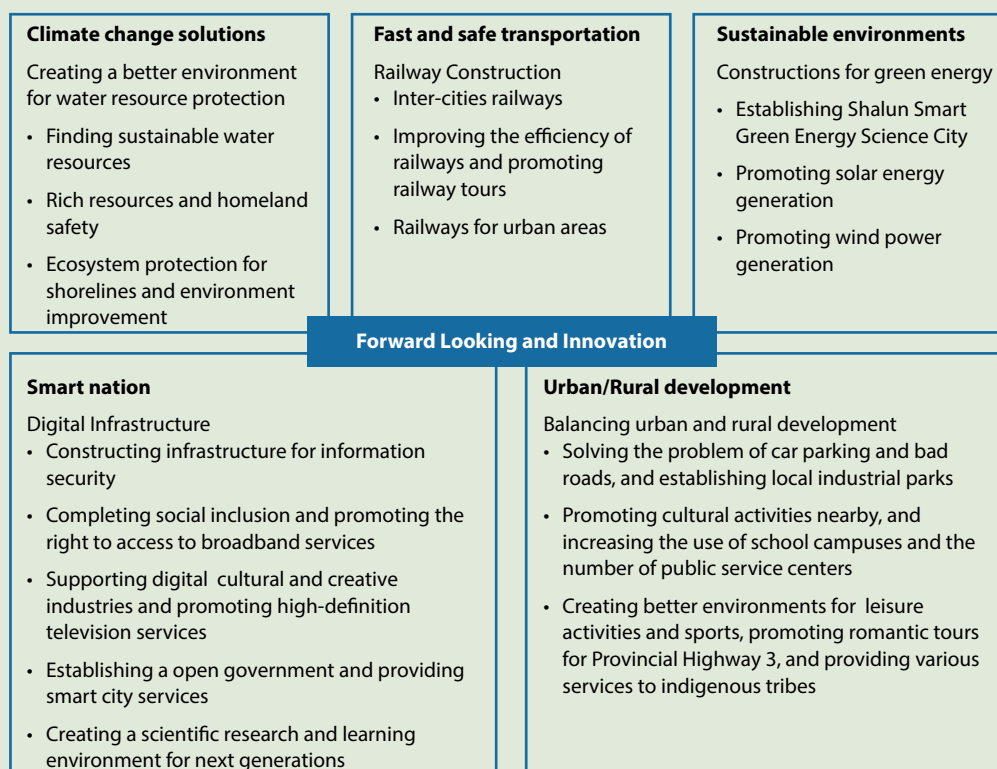 Climate change solutions
Creating a better environment
for water resource protection
• Finding sustainable water
resources
• Rich resources and homeland
safety
• Ecosystem protection for
shorelines and environment
improvement
Fast and safe transportation
Railway Construction
• Inter-cities railways
• Improving the efficiency of
railways and promoting
railway tours
• Railways for urban areas
Sustainable environments
Constructions for green energy
• Establishing Shalun Smart
Green Energy Science City
• Promoting solar energy
generation
• Promoting wind power
generation
Forward Looking and Innovation
Smart nation
Digital Infrastructure
• Constructing infrastructure for information
security
• Completing social inclusion and promoting the
right to access to broadband services
• Supporting digital cultural and creative
industries and promoting high-definition
television services
• Establishing a open government and providing
smart city services
• Creating a scientific research and learning
environment for next generations
Urban/Rural development
Balancing urban and rural development
• Solving the problem of car parking and bad
roads, and establishing local industrial parks
• Promoting cultural activities nearby, and
increasing the use of school campuses and the
number of public service centers
• Creating better environments for leisure
activities and sports, promoting romantic tours
for Provincial Highway 3, and providing various
services to indigenous tribes